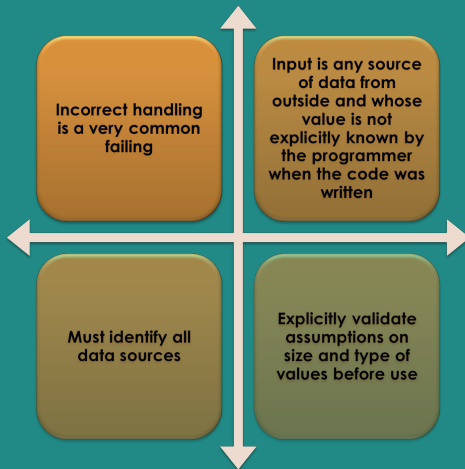 Incorrect handling
is a very common
failing
Input is any source
of data from
outside and whose
value is not
explicitly known by
the programmer
when the code was
written
Must identify all
data sources
Explicitly validate
assumptions on
size and type of
values before use